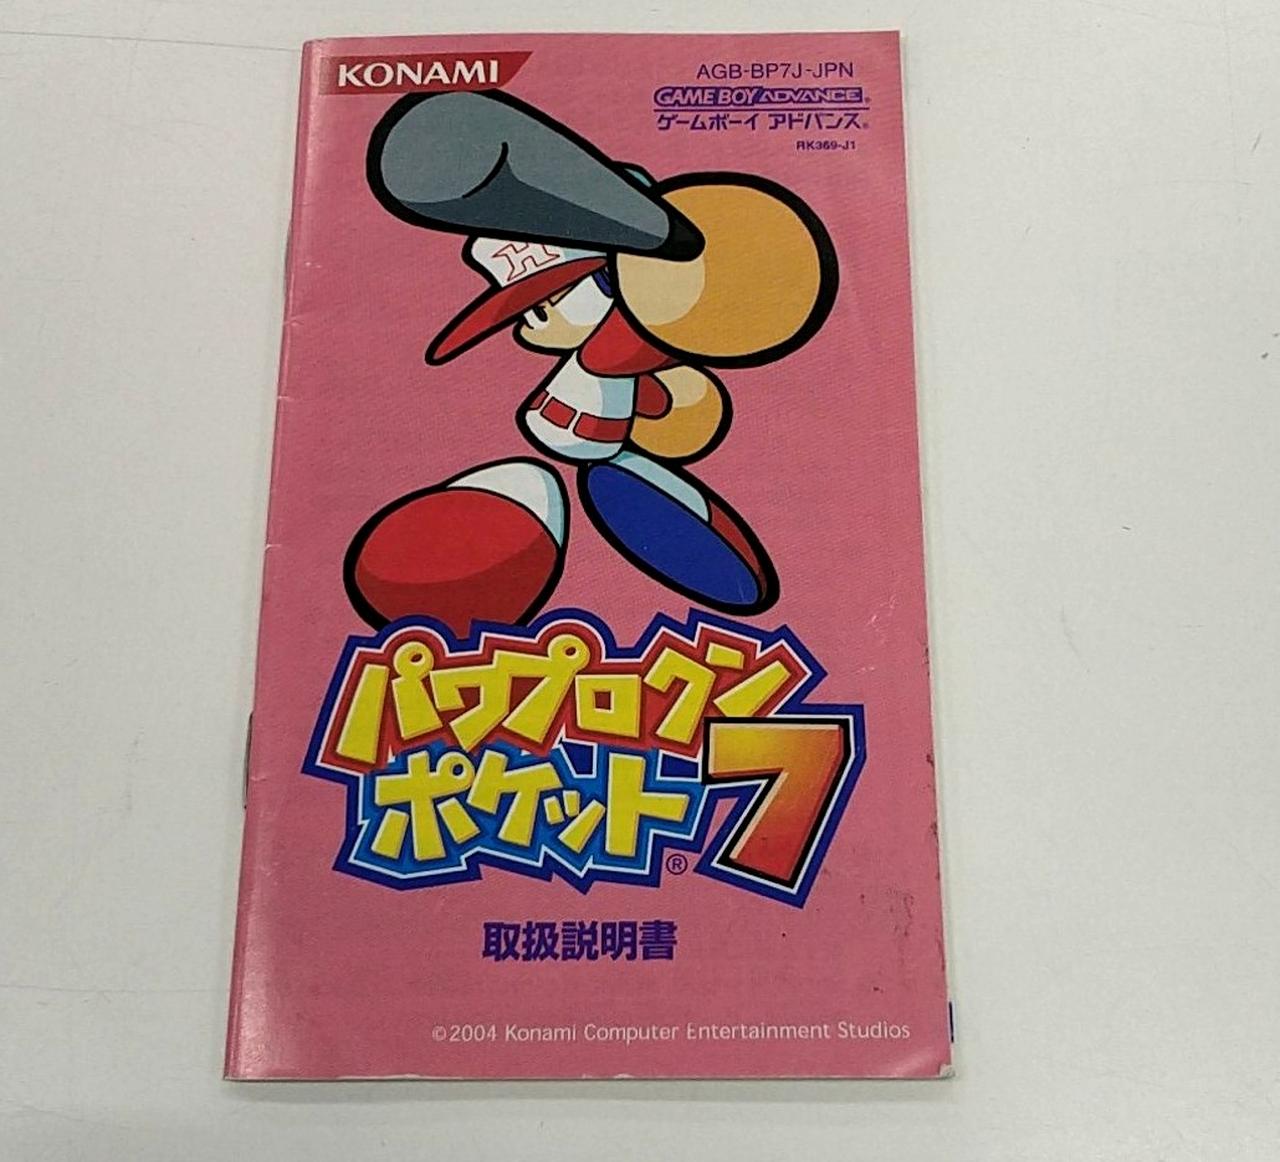 KONAMI
AGB-BP7J-JPN
GAME BOY ADVANCE®
ゲームボーイ アドバンス®
RK369-J1
H
パワプロクン
ポケット7
®
取扱説明書
©2004 Konami Computer Entertainment Studios